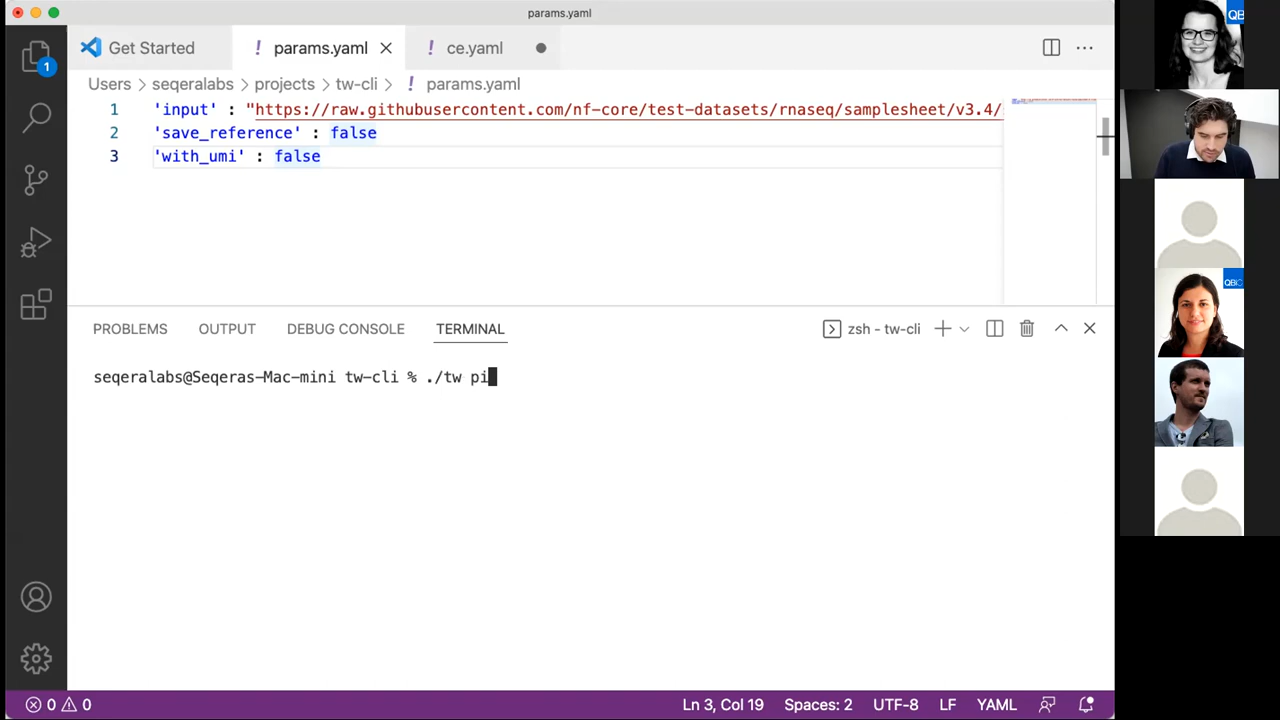 params.yaml
Get Started
params.yaml
ce.yaml
Users > seqeralabs > projects > tw-cli > ! params.yaml
1 'input' : "https://raw.githubusercontent.com/nf-core/test-datasets/rnaseq/samplesheet/v3.4/
2 'save_reference' : false
3 'with_umi' : false
1
PROBLEMS OUTPUT DEBUG CONSOLE TERMINAL
zsh - tw-cli
seqeralabs@Seqeras-Mac-mini tw-cli % ./tw pi
0 0
Ln 3, Col 19 Spaces: 2 UTF-8 LF YAML
QB
QBiC